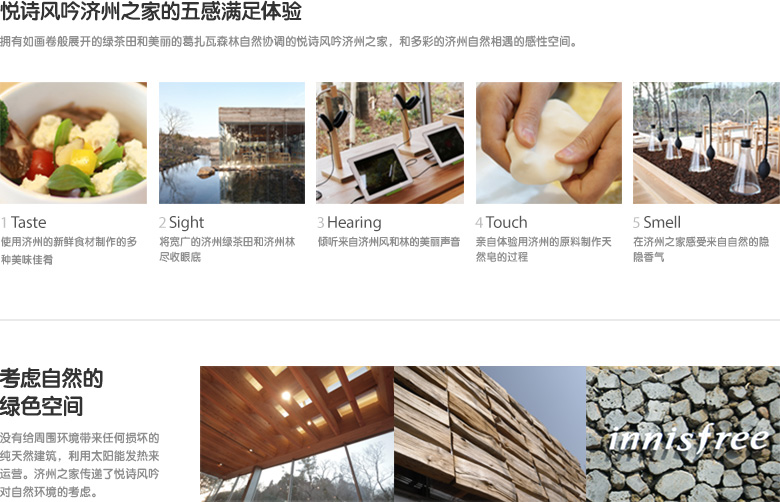 悦诗风吟济州之家的五感满足体验
拥有如画卷般展开的绿茶田和美丽的葛扎瓦森林自然协调的悦诗风吟济州之家，和多彩的济州自然相遇的感性空间。
1 Taste
使用济州的新鲜食材制作的多
种美味佳肴
2 Sight
将宽广的济州绿茶田和济州林
尽收眼底
3 Hearing
倾听来自济州风和林的美丽声音
4 Touch
亲自体验用济州的原料制作天
然皂的过程
5 Smell
在济州之家感受来自自然的隐
隐香气
考虑自然的
绿色空间
没有给周围环境带来任何损坏的
纯天然建筑，利用太阳能发热来
运营。济州之家传递了悦诗风吟
对自然环境的考虑。
innisfree